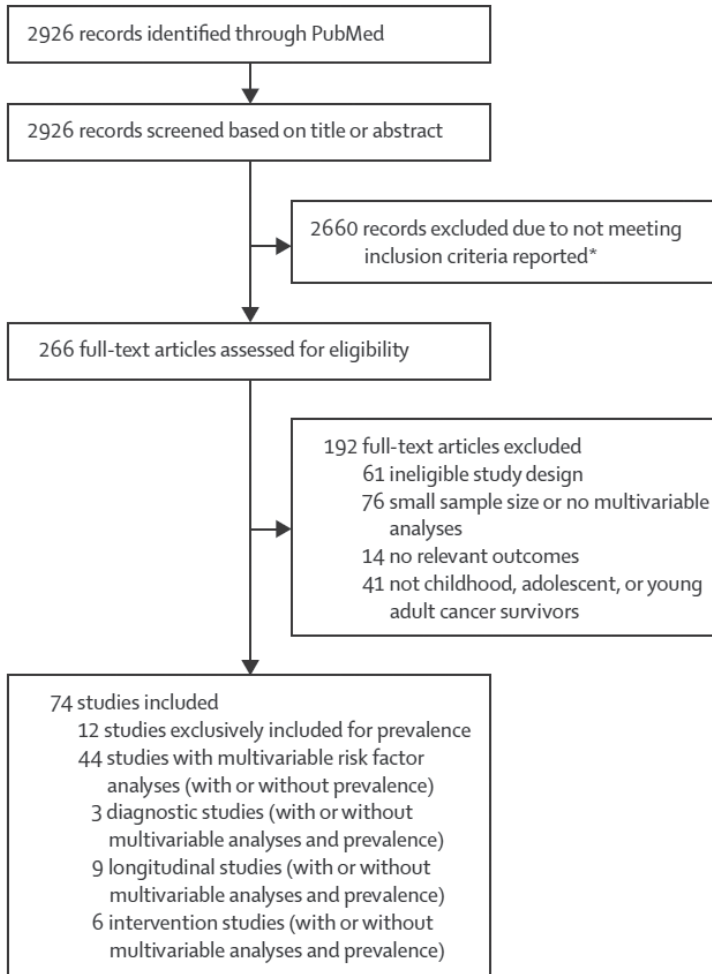 2926 records identified through PubMed
2926 records screened based on title or abstract
2660 records excluded due to not meeting
inclusion criteria reported*
266 full-text articles assessed for eligibility
192 full-text articles excluded
61 ineligible study design
76 small sample size or no multivariable
analyses
14 no relevant outcomes
41 not childhood, adolescent, or young
adult cancer survivors
74 studies included
12 studies exclusively included for prevalence
44 studies with multivariable risk factor
analyses (with or without prevalence)
3 diagnostic studies (with or without
multivariable analyses and prevalence)
9 longitudinal studies (with or without
multivariable analyses and prevalence)
6 intervention studies (with or without
multivariable analyses and prevalence)